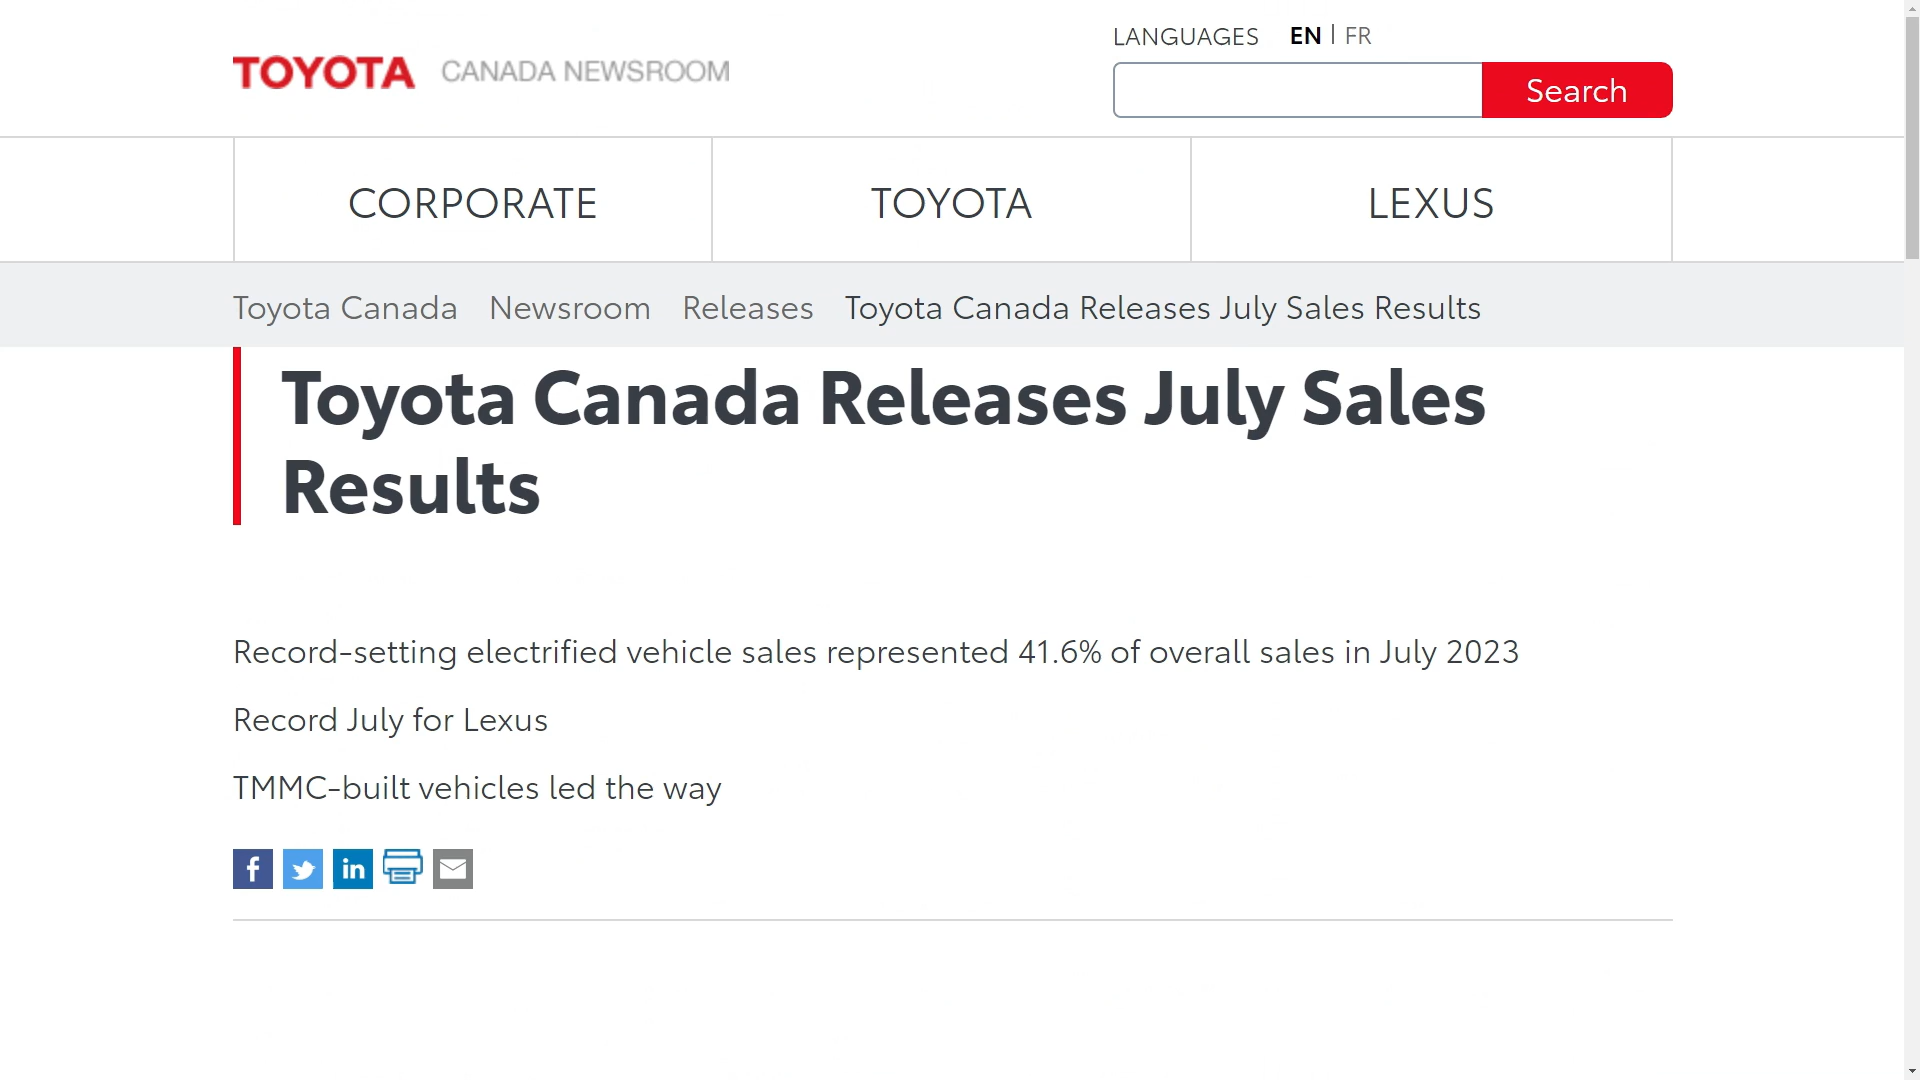 LANGUAGES EN | FR
TOYOTA CANADA NEWSROOM
Search
CORPORATE TOYOTA LEXUS
Toyota Canada Newsroom Releases Toyota Canada Releases July Sales Results
Toyota Canada Releases July Sales
Results
Record-setting electrified vehicle sales represented 41.6% of overall sales in July 2023
Record July for Lexus
TMMC-built vehicles led the way
f in